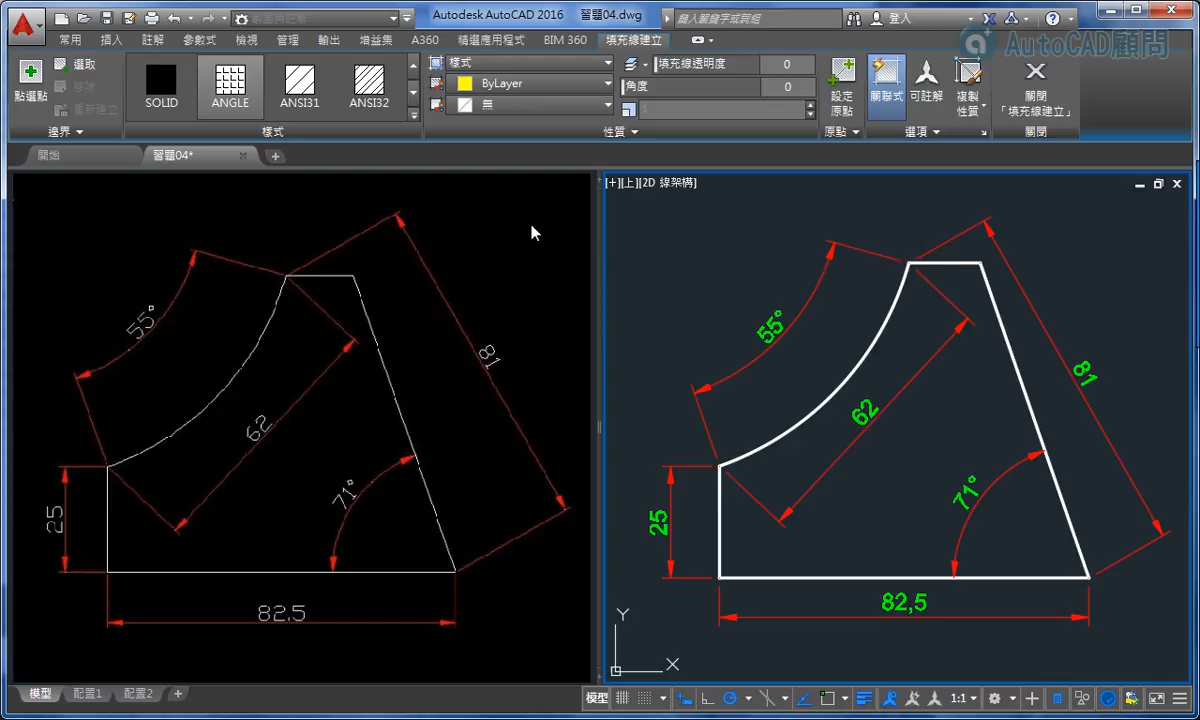 Autodesk AutoCAD 2016 習題04.dwg
鍵入關鍵字或詞組
登入
常用 插入 註解 參數式 檢視 管理 輸出 增益集 A360 精選應用程式 BIM 360 填充線建立
AutoCAD顧問
點選點
選取
移除
重新建立
邊界
SOLID
ANGLE
ANSI31
ANSI32
樣式
樣式
ByLayer
無
填充線透明度 0
角度 0
1
性質
設定
原點
原點
關聯式
可註解
複製
性質
選項
關閉
「填充線建立」
關閉
開始
習題04*
[+][上][2D 線架構]
55°
81
62
71°
25
82.5
55°
81
62
71°
25
82,5
Y
X
模型 配置1 配置2
模型
1:1